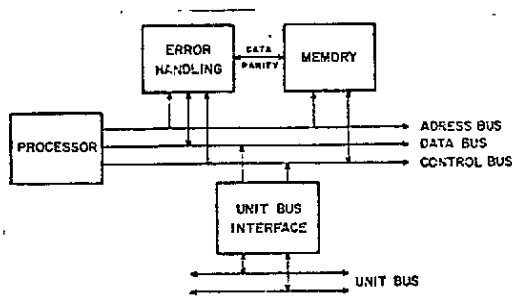 ERROR
HANDLING
DATA
PARITY
MEMORY
PROCESSOR
ADRESS BUS
DATA BUS
CONTROL BUS
UNIT BUS
INTERFACE
UNIT BUS